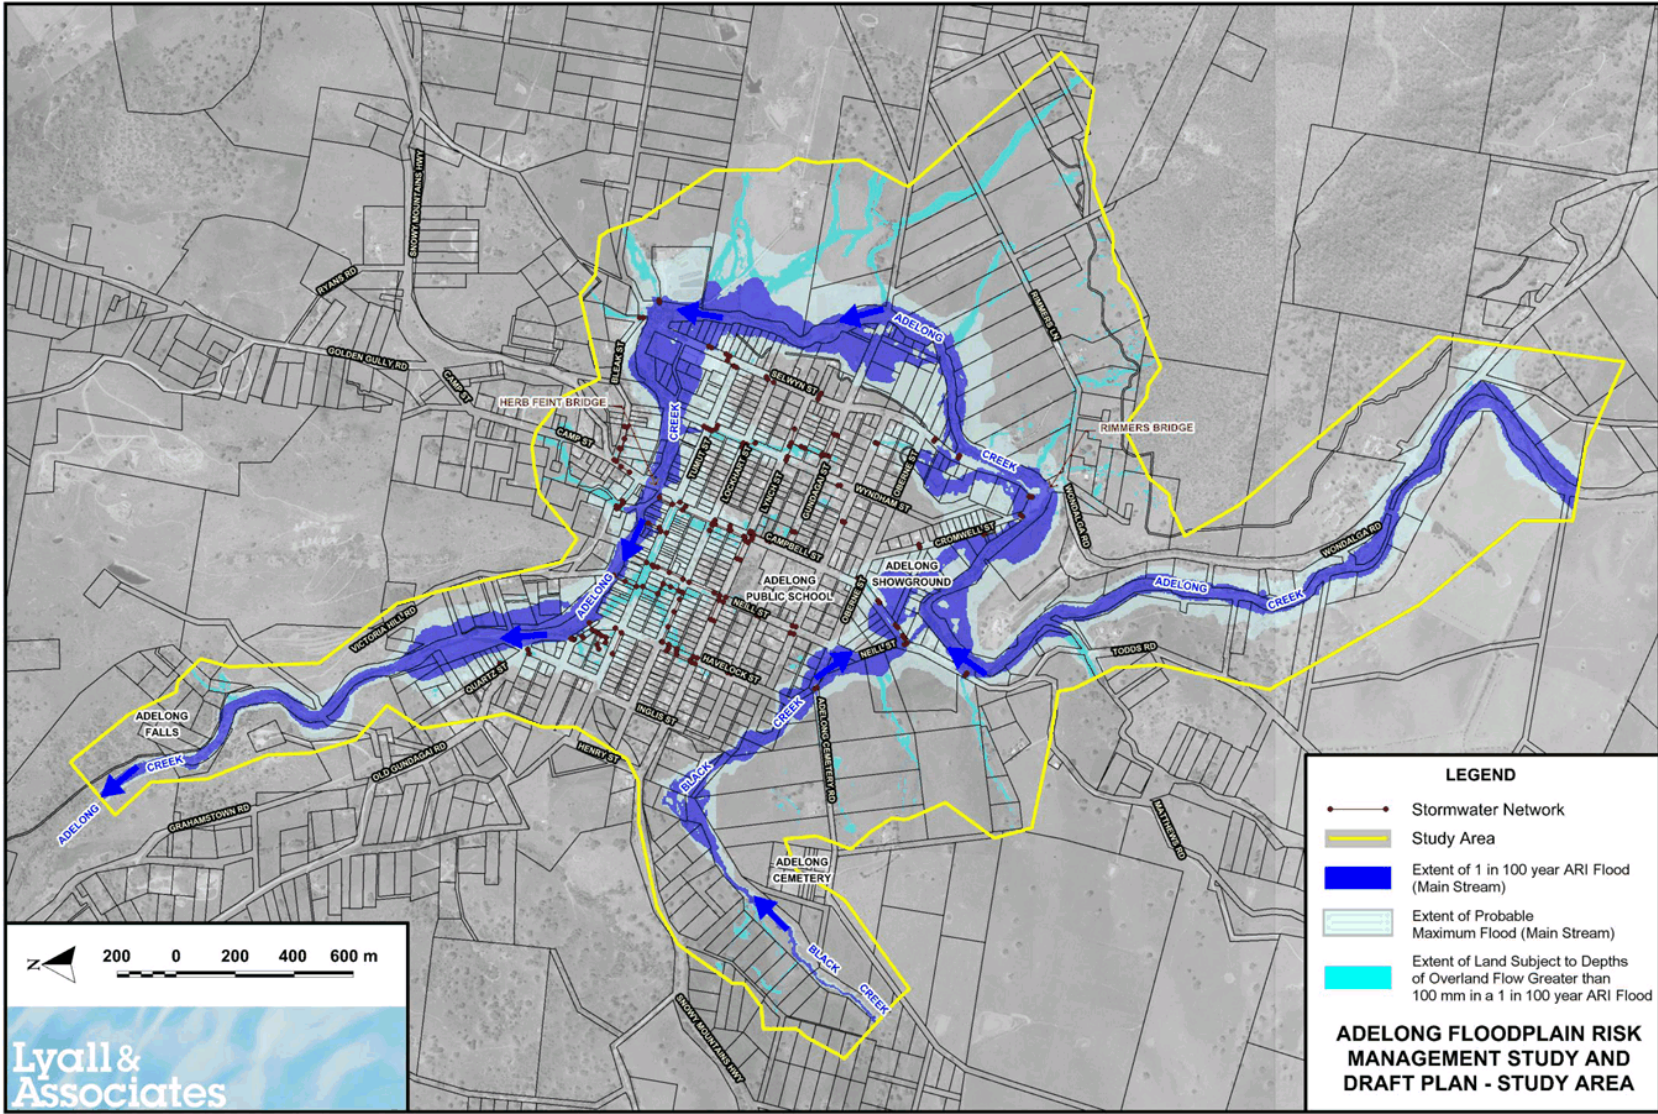 SNOWY MOUNTAINS HWY
RYANS RD
GOLDEN GULLY RD
CAMP ST
BLEAK ST
HERB FEINT BRIDGE
CAMP ST
CREEK
ADELONG
SELWYN ST
RIMMERS LN
RIMMERS BRIDGE
CREEK
TUMUT ST
LOCKHART ST
LYNCH ST
GUNDAGAI ST
OBERNE ST
WYNDHAM ST
CROMWELL ST
WONDALGA RD
WONDALGA RD
CAMPBELL ST
ADELONG
SHOWGROUND
ADELONG
PUBLIC SCHOOL
OBERNE ST
NEILL ST
NEILL ST
ADELONG
CREEK
TODDS RD
ADELONG
VICTORIA HILL RD
QUARTZ ST
HAVELOCK ST
INGLIS ST
HENRY ST
CREEK
BLACK
ADELONG CEMETERY RD
ADELONG
FALLS
CREEK
ADELONG
OLD GUNDAGAI RD
GRAHAMSTOWN RD
MATTHEWS RD
ADELONG
CEMETERY
BLACK
CREEK
SNOWY MOUNTAINS HWY
N
200 0 200 400 600 m
Lyall &
Associates
LEGEND
Stormwater Network
Study Area
Extent of 1 in 100 year ARI Flood
(Main Stream)
Extent of Probable
Maximum Flood (Main Stream)
Extent of Land Subject to Depths
of Overland Flow Greater than
100 mm in a 1 in 100 year ARI Flood
ADELONG FLOODPLAIN RISK
MANAGEMENT STUDY AND
DRAFT PLAN - STUDY AREA